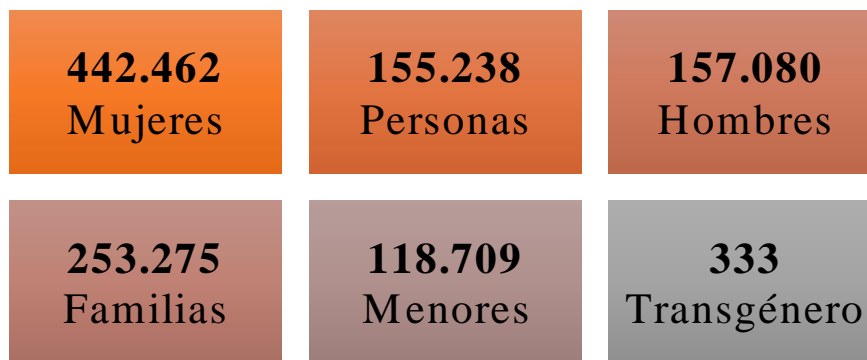 442.462
Mujeres
155.238
Personas
157.080
Hombres
253.275
Familias
118.709
Menores
333
Transgénero